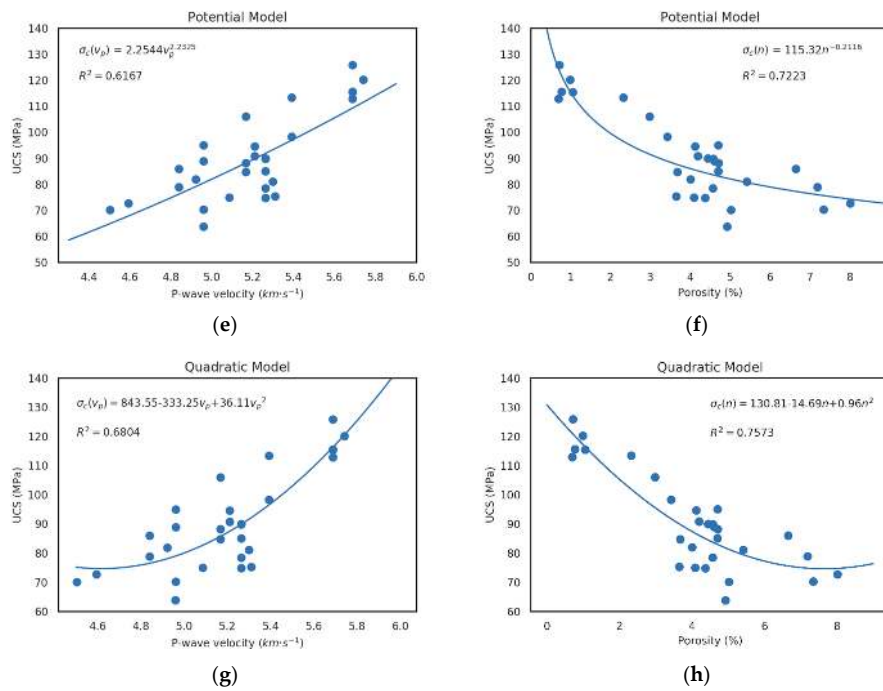 Potential Model
σc(vp) = 2.2544vp^2.2325
R² = 0.6167
140
130
120
110
100
90
80
70
60
50
UCS (MPa)
4.4 4.6 4.8 5.0 5.2 5.4 5.6 5.8 6.0
P-wave velocity (km·s⁻¹)
(e)
Potential Model
σc(n) = 115.32n^-0.2116
R² = 0.7223
140
130
120
110
100
90
80
70
60
50
UCS (MPa)
0 1 2 3 4 5 6 7 8
Porosity (%)
(f)
Quadratic Model
σc(vp) = 843.55-333.25vp+36.11vp²
R² = 0.6804
140
130
120
110
100
90
80
70
60
UCS (MPa)
4.6 4.8 5.0 5.2 5.4 5.6 5.8 6.0
P-wave velocity (km·s⁻¹)
(g)
Quadratic Model
σc(n) = 130.81-14.69n+0.96n²
R² = 0.7573
140
130
120
110
100
90
80
70
60
UCS (MPa)
0 2 4 6 8
Porosity (%)
(h)